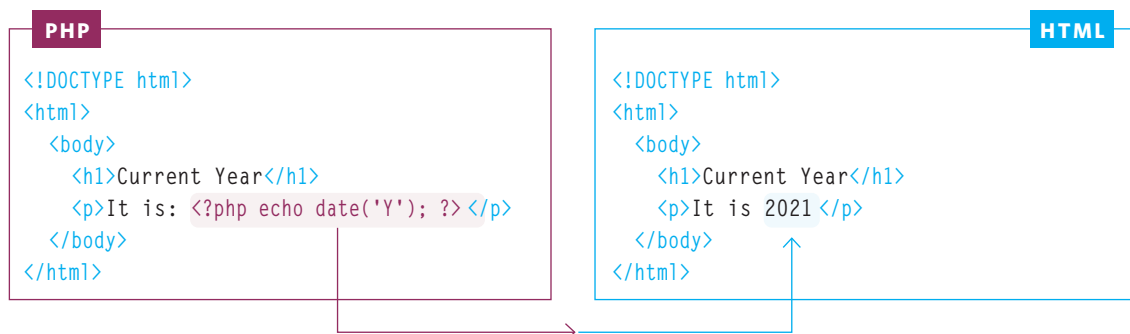 PHP
<!DOCTYPE html>
<html>
<body>
<h1>Current Year</h1>
<p>It is: <?php echo date('Y'); ?> </p>
</body>
</html>
HTML
<!DOCTYPE html>
<html>
<body>
<h1>Current Year</h1>
<p>It is 2021 </p>
</body>
</html>